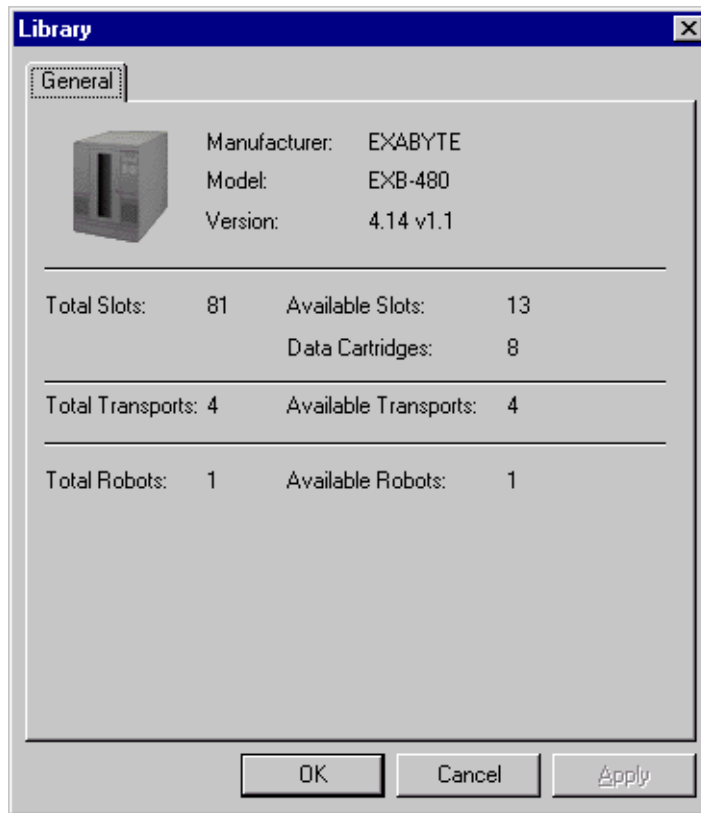 Library
General
Manufacturer: EXABYTE
Model: EXB-480
Version: 4.14 v1.1
Total Slots: 81 Available Slots: 13
Data Cartridges: 8
Total Transports: 4 Available Transports: 4
Total Robots: 1 Available Robots: 1
OK Cancel Apply